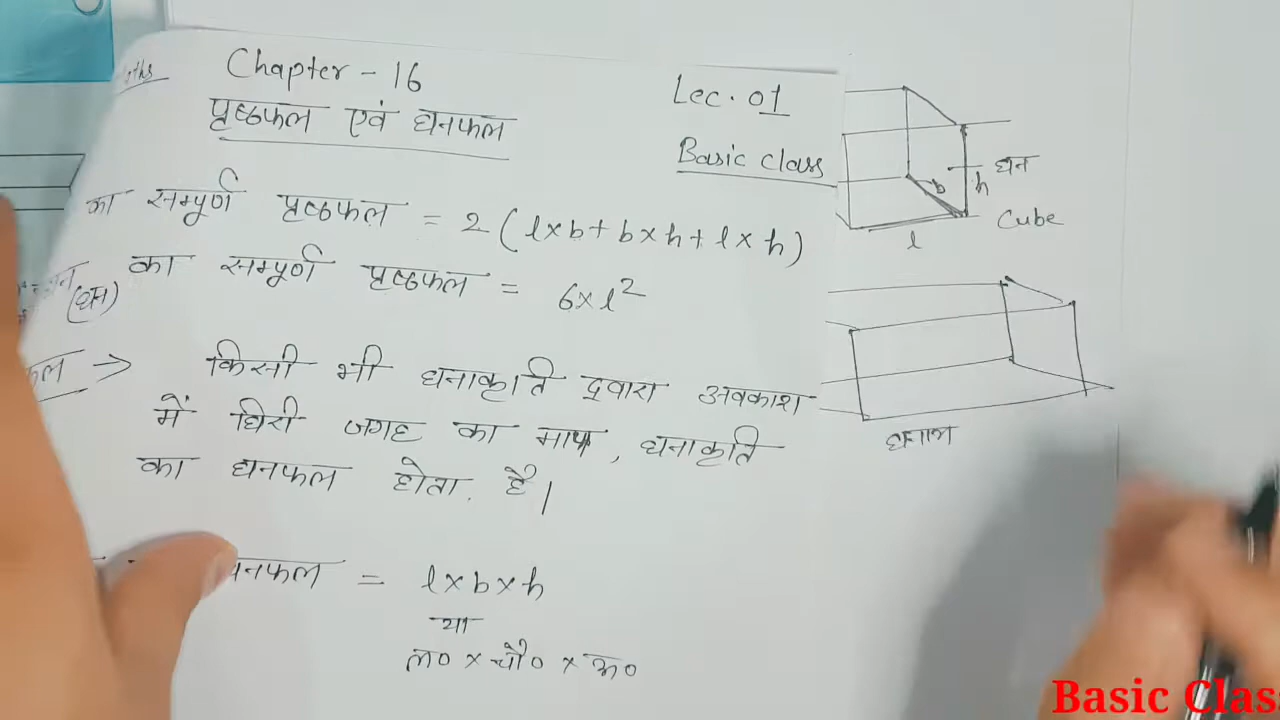 Chapter - 16
पृष्ठफल एवं घनफल
Lec. 01
Basic Class
का सम्पूर्ण पृष्ठफल = 2 (l×b+b×h+l×h)
का सम्पूर्ण पृष्ठफल = 6×l²
(घन)
किसी भी घनाकृति द्वारा अवकाश
में घिरी जगह का माप, घनाकृति
का घनफल होता है।
घनफल = l×b×h
या
ल० × चौ० × ऊ०
घन
b
h
l
Cube
घनाभ
Basic Clas